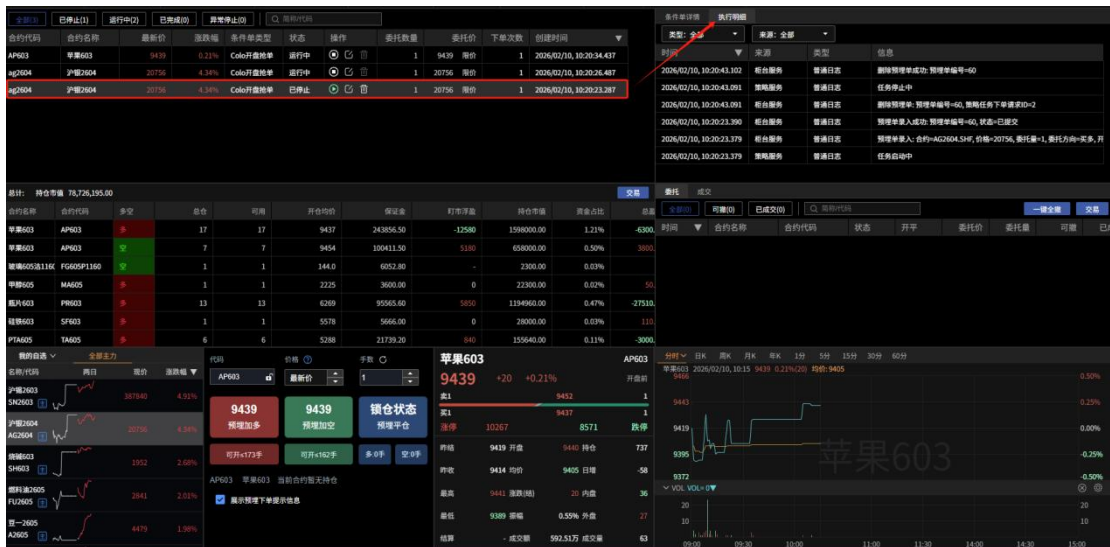 全部(3) 已停止(1) 运行中(2) 已完成(0) 异常停止(0) 简称/代码
合约代码 合约名称 最新价 涨跌幅 条件单类型 状态 操作 委托数量 委托价 下单次数 创建时间
AP603 苹果603 9439 0.21% Colo开盘抢单 运行中 1 9439 限价 1 2026/02/10, 10:20:34.437
ag2604 沪银2604 20756 4.34% Colo开盘抢单 运行中 1 20756 限价 1 2026/02/10, 10:20:26.487
ag2604 沪银2604 20756 4.34% Colo开盘抢单 已停止 1 20756 限价 1 2026/02/10, 10:20:23.287
条件单详情 执行明细
类型: 全部 来源: 全部
时间 来源 类型 信息
2026/02/10, 10:20:43.102 柜台服务 普通日志 删除预埋单成功: 预埋单编号=60
2026/02/10, 10:20:43.091 策略服务 普通日志 任务停止中
2026/02/10, 10:20:43.091 柜台服务 普通日志 删除预埋单: 预埋单编号=60, 策略任务下单请求ID=2
2026/02/10, 10:20:23.390 柜台服务 普通日志 预埋单录入成功: 预埋单编号=60, 状态=已提交
2026/02/10, 10:20:23.379 柜台服务 普通日志 预埋单录入: 合约=AG2604.SHF, 价格=20756, 委托量=1, 委托方向=买多, 开
2026/02/10, 10:20:23.379 策略服务 普通日志 任务启动中
总计: 持仓市值 78,726,195.00 交易
合约名称 合约代码 多空 总仓 可用 开仓均价 保证金 盯市浮盈 持仓市值 资金占比 总盈
苹果603 AP603 多 17 17 9437 243856.50 -12580 1598000.00 1.21% -6300.
苹果603 AP603 空 7 7 9454 100411.50 5180 658000.00 0.50% 3800.
玻璃605沽116( FG605P1160 空 1 1 144.0 6052.80 - 2300.00 0.03%
甲醇605 MA605 多 1 1 2225 3600.00 0 22300.00 0.02% 50.
瓶片603 PR603 多 13 13 6269 95565.60 5850 1194960.00 0.47% -27510.
硅铁603 SF603 多 1 1 5578 5666.00 0 28000.00 0.03% 110.
PTA605 TA605 多 6 6 5288 21739.20 840 155640.00 0.11% -3000.
委托 成交
全部(0) 可撤(0) 已成交(0) 简称/代码 一键全撤 交易
时间 合约名称 合约代码 状态 开平 委托价 委托量 可撤 已成
我的自选 全部主力
名称/代码 两日 现价 涨跌幅
沪锡2603
SN2603 387840 4.91%
沪银2604
AG2604 20756 4.34%
烧碱603
SH603 1952 2.68%
燃料油2605
FU2605 2841 2.01%
豆一2605
A2605 4479 1.98%
代码 价格 手数
AP603 最新价 1
9439 9439 锁仓状态
预埋加多 预埋加空 预埋平仓
可开≤173手 可开≤162手 多:0手 空:0手
AP603 苹果603 当前合约暂无持仓
展示预埋下单提示信息
苹果603 AP603
9439 +20 +0.21% 开盘前
卖1 9452 1
买1 9437 1
涨停 10267 8571 跌停
昨结 9419 开盘 9440 持仓 737
昨收 9414 均价 9405 日增 -58
最高 9441 涨跌(结) 20 内盘 36
最低 9389 振幅 0.55% 外盘 27
结算 - 成交额 592.51万 成交量 63
分时 日K 周K 月K 年K 1分 5分 15分 30分 60分
苹果603 2026/02/10, 10:15 9439 0.21%(20) 均价: 9405
9466 0.50%
9443 0.25%
9419 0.00%
9395 -0.25%
9372 -0.50%
苹果603
VOL VOL=0
20 20
10 10
09:00 09:30 10:00 11:00 11:30 14:00 14:30 15:00